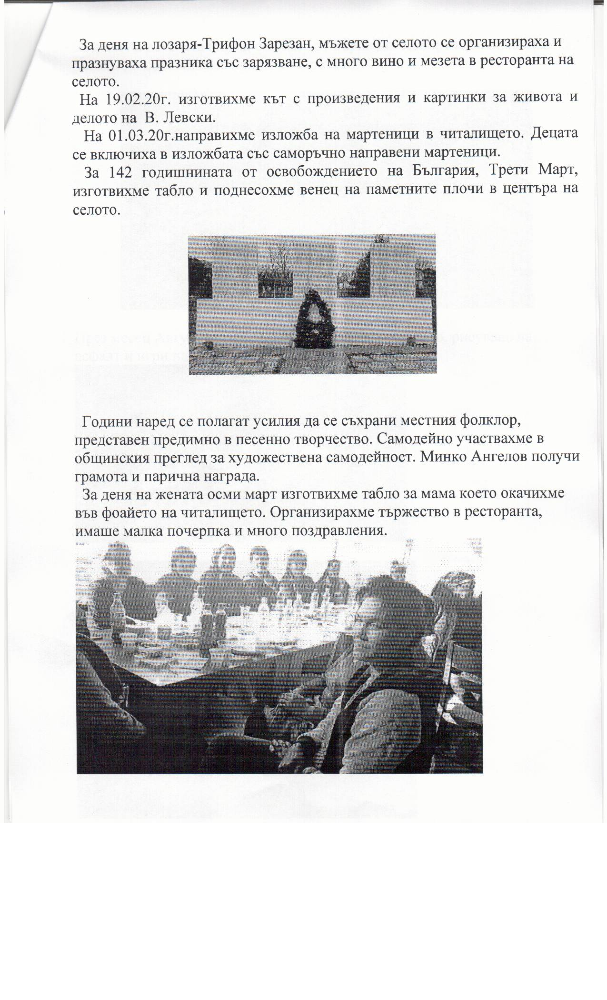 За деня на лозаря-Трифон Зарезан, мъжете от селото се организираха и
празнуваха празника със зарязване, с много вино и мезета в ресторанта на
селото.
На 19.02.20г. изготвихме кът с произведения и картинки за живота и
делото на В. Левски.
На 01.03.20г.направихме изложба на мартеници в читалището. Децата
се включиха в изложбата със саморъчно направени мартеници.
За 142 годишнината от освобождението на България, Трети Март,
изготвихме табло и поднесохме венец на паметните плочи в центъра на
селото.
Години наред се полагат усилия да се съхрани местния фолклор,
представен предимно в песенно творчество. Самодейно участвахме в
общинския преглед за художествена самодейност. Минко Ангелов получи
грамота и парична награда.
За деня на жената осми март изготвихме табло за мама което окачихме
във фоайето на читалището. Организирахме тържество в ресторанта,
имаше малка почерпка и много поздравления.